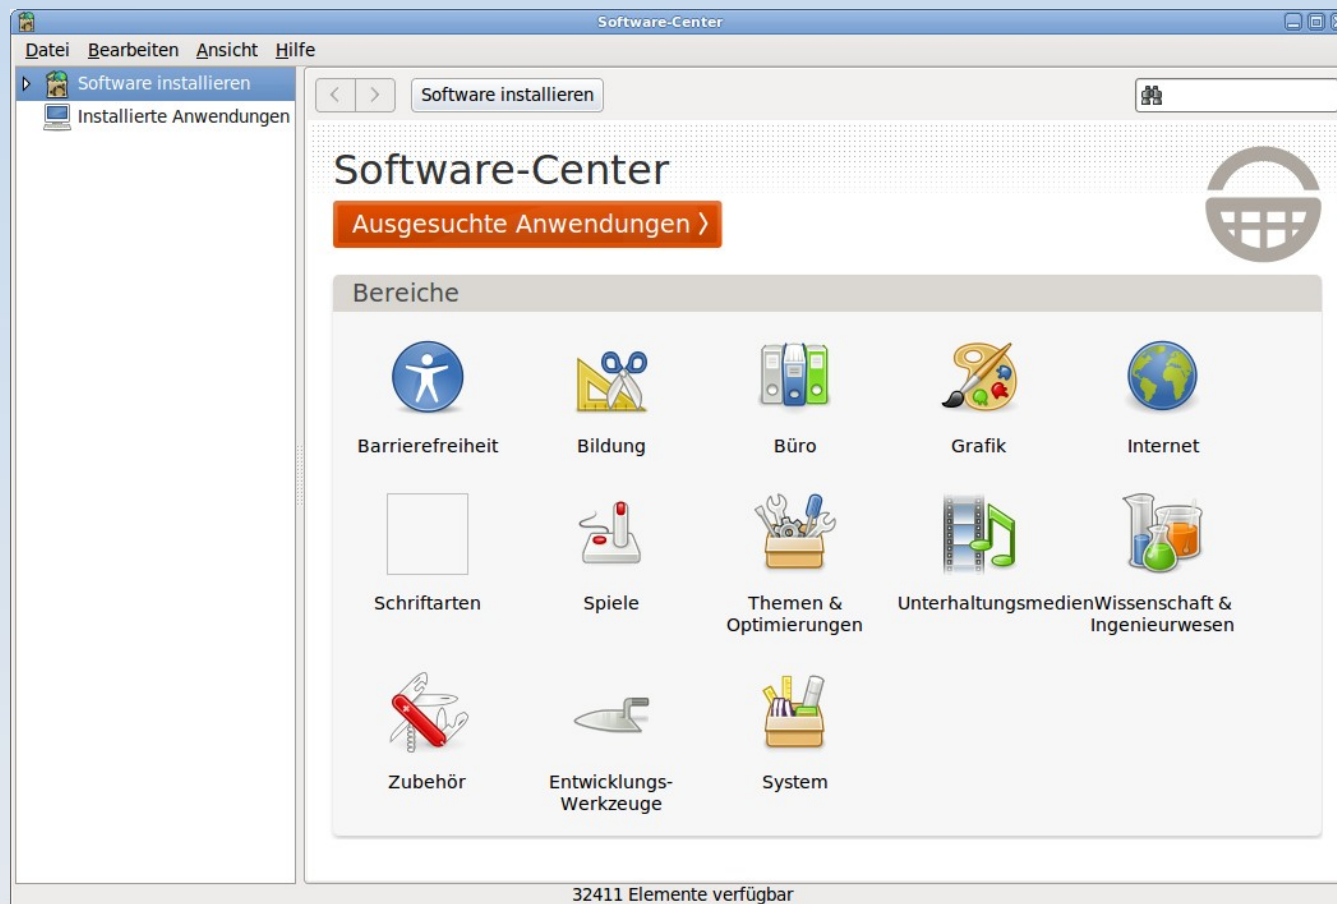 Software-Center
Datei Bearbeiten Ansicht Hilfe
Software installieren
Installierte Anwendungen
Software installieren
Software-Center
Ausgesuchte Anwendungen
Bereiche
Barrierefreiheit
Bildung
Büro
Grafik
Internet
Schriftarten
Spiele
Themen &
Optimierungen
Unterhaltungsmedien
Wissenschaft &
Ingenieurwesen
Zubehör
Entwicklungs-
Werkzeuge
System
32411 Elemente verfügbar